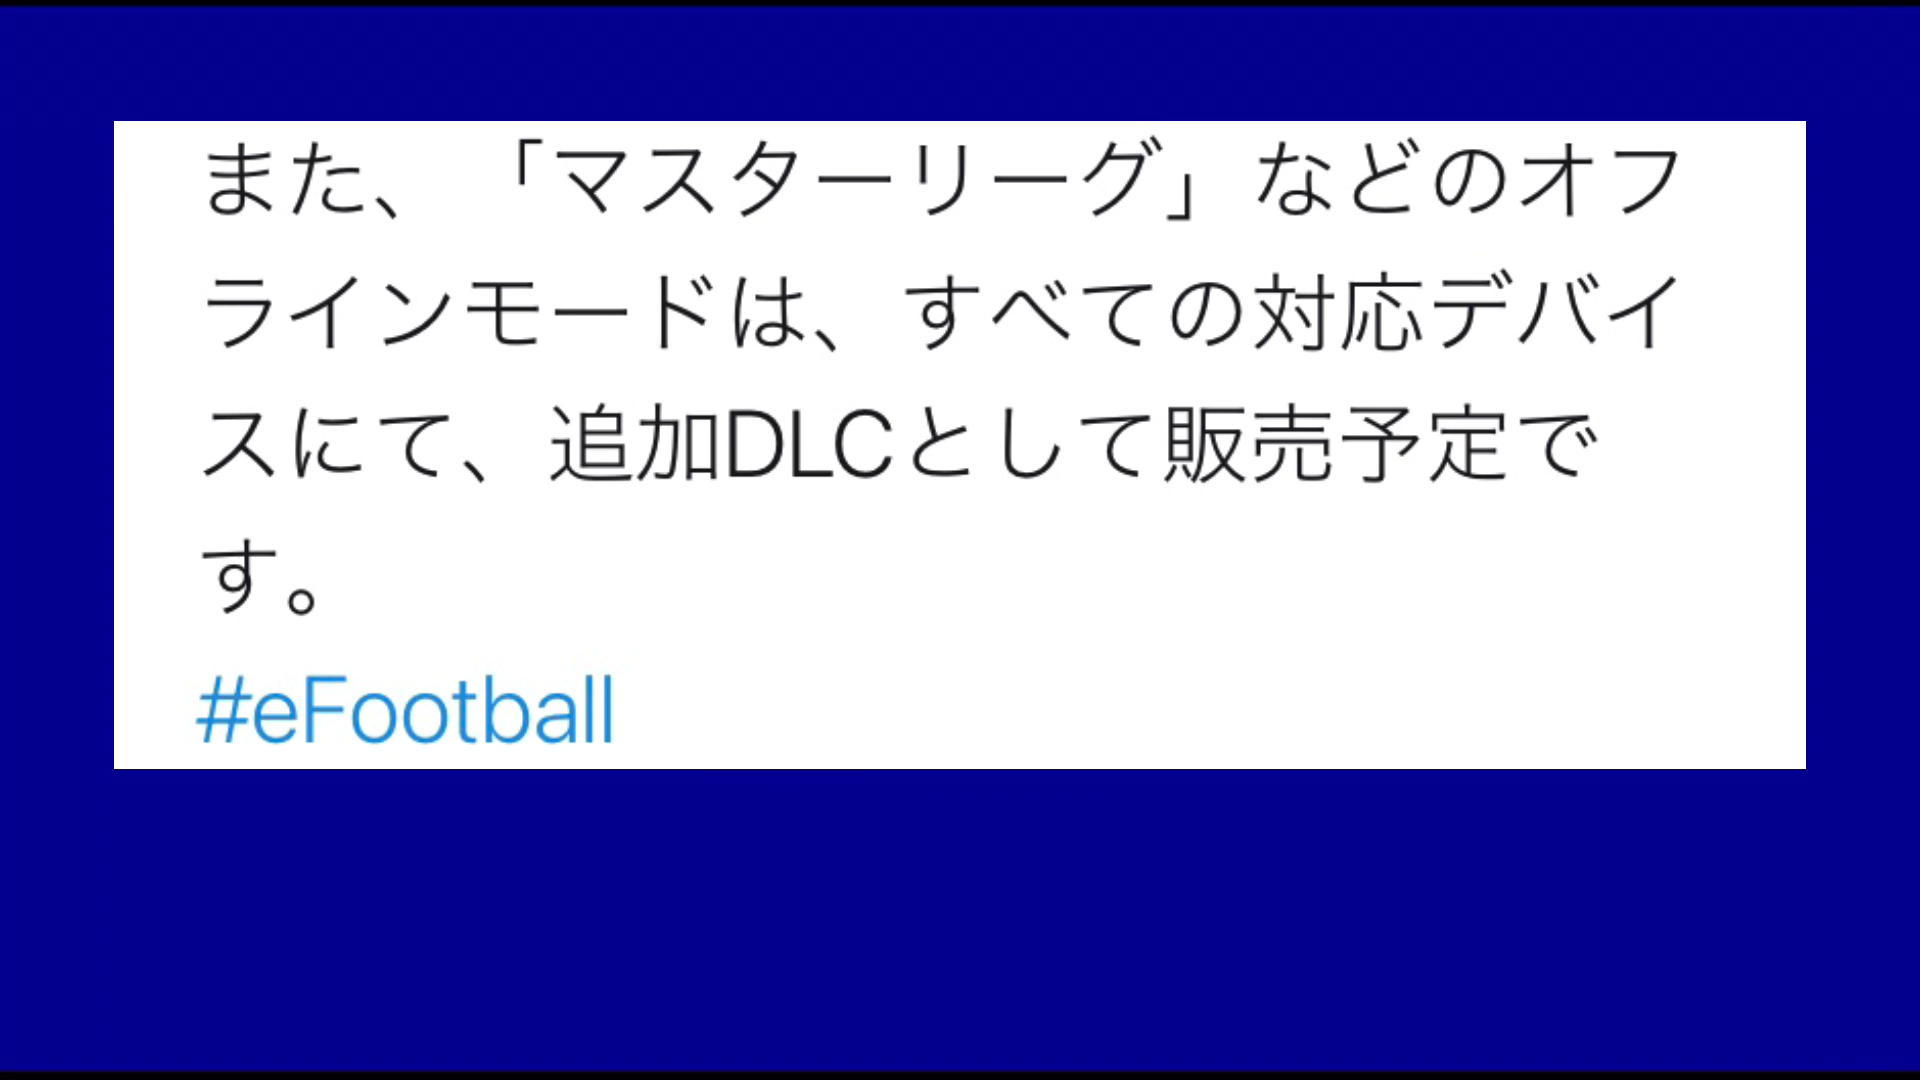 また、「マスターリーグ」などのオフ
ラインモードは、すべての対応デバイ
スにて、追加DLCとして販売予定で
す。
#eFootball